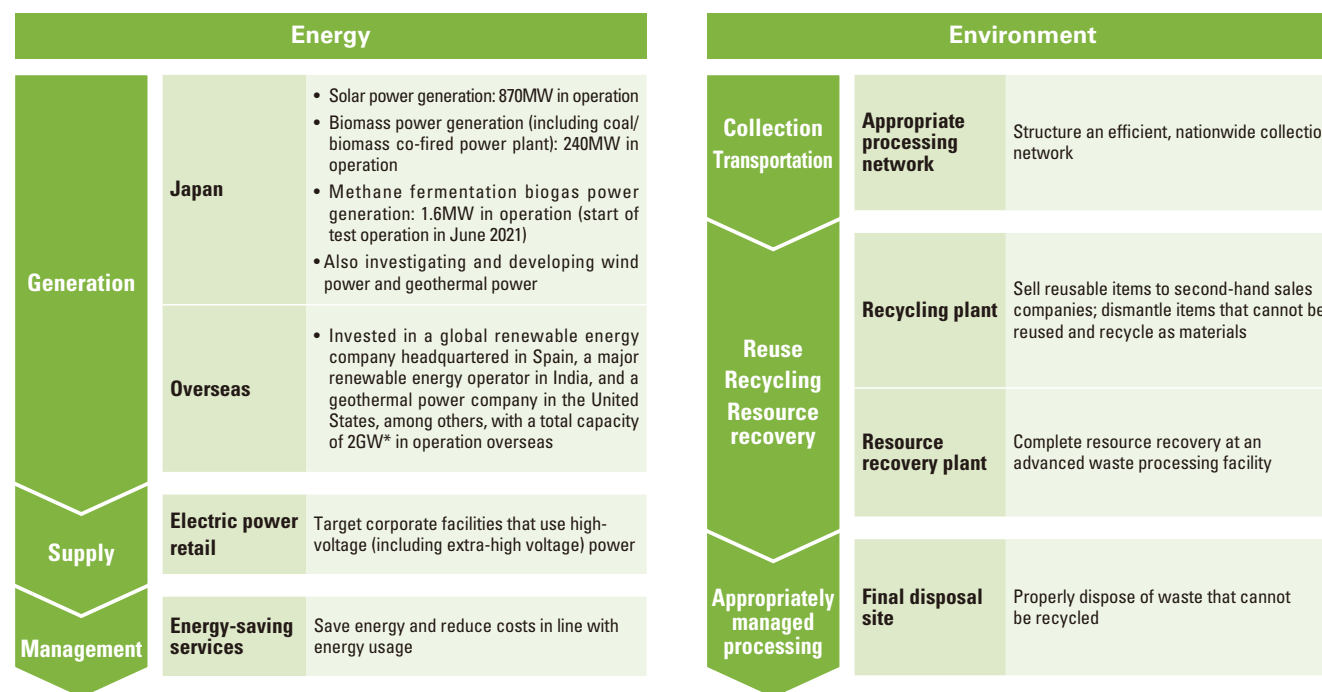 Energy
Generation
Japan
• Solar power generation: 870MW in operation
• Biomass power generation (including coal/
biomass co-fired power plant): 240MW in
operation
• Methane fermentation biogas power
generation: 1.6MW in operation (start of
test operation in June 2021)
• Also investigating and developing wind
power and geothermal power
Overseas
• Invested in a global renewable energy
company headquartered in Spain, a major
renewable energy operator in India, and a
geothermal power company in the United
States, among others, with a total capacity
of 2GW* in operation overseas
Supply
Electric power
retail
Target corporate facilities that use high-
voltage (including extra-high voltage) power
Management
Energy-saving
services
Save energy and reduce costs in line with
energy usage
Environment
Collection
Transportation
Appropriate
processing
network
Structure an efficient, nationwide collectio
network
Reuse
Recycling
Resource
recovery
Recycling plant
Sell reusable items to second-hand sales
companies; dismantle items that cannot be
reused and recycle as materials
Resource
recovery plant
Complete resource recovery at an
advanced waste processing facility
Appropriately
managed
processing
Final disposal
site
Properly dispose of waste that cannot
be recycled